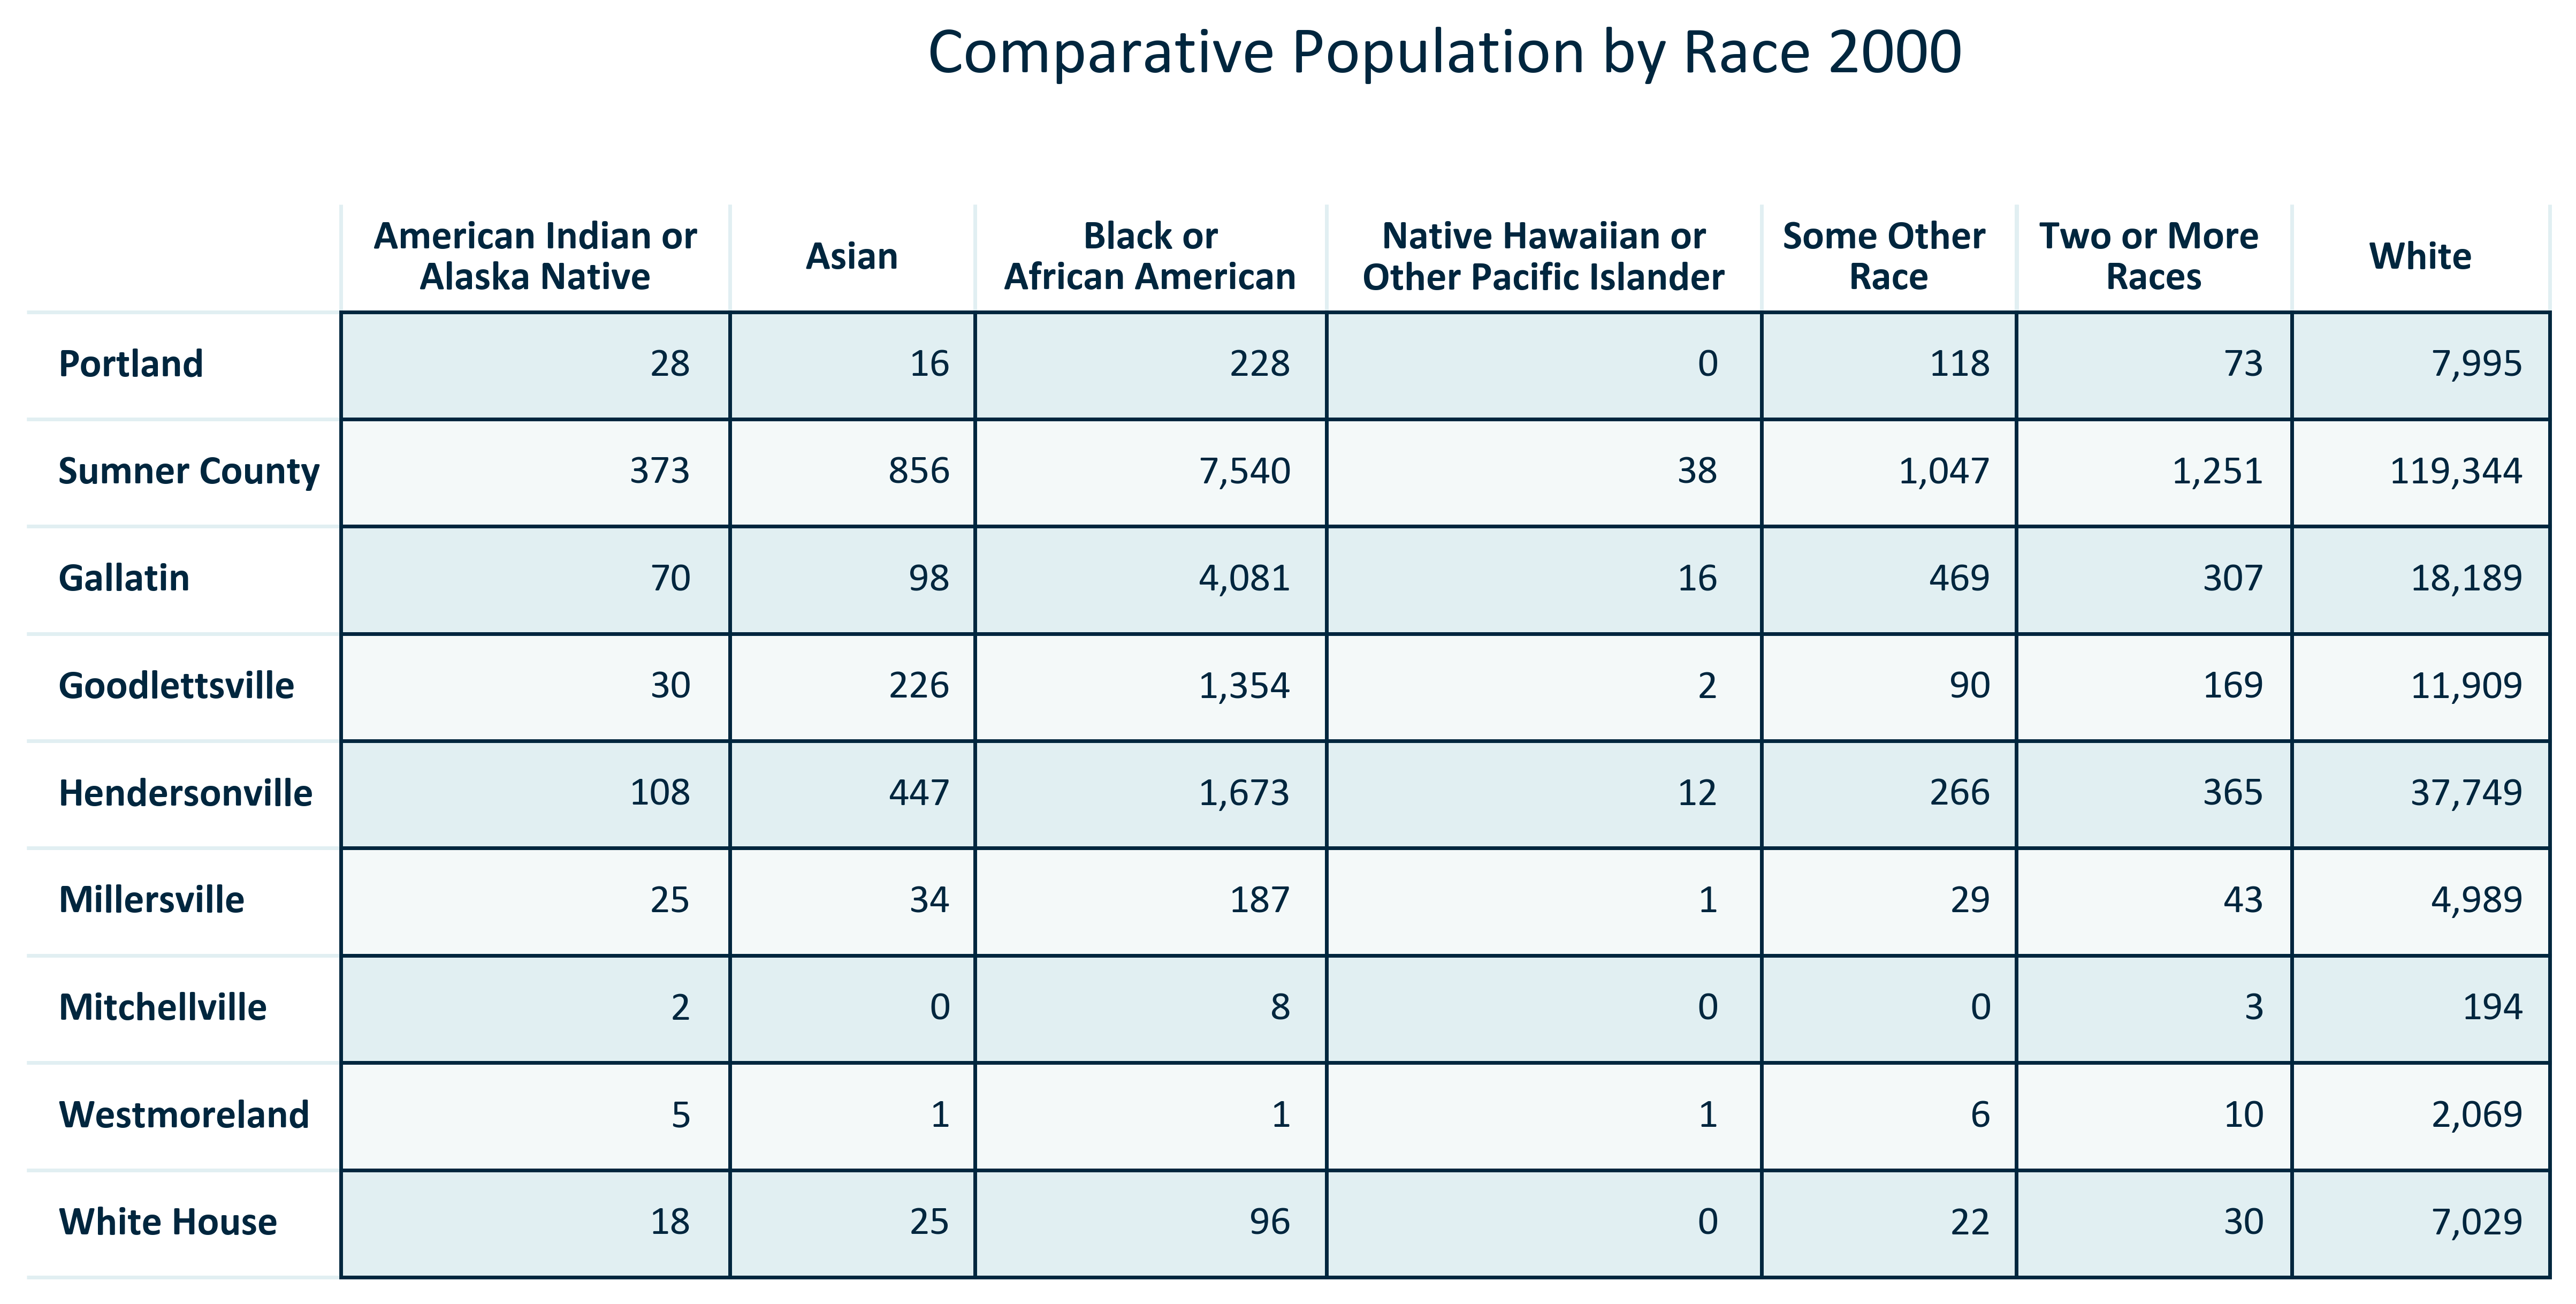 Comparative Population by Race 2000
American Indian or Alaska Native Asian Black or African American Native Hawaiian or Other Pacific Islander Some Other Race Two or More Races White
Portland 28 16 228 0 118 73 7,995
Sumner County 373 856 7,540 38 1,047 1,251 119,344
Gallatin 70 98 4,081 16 469 307 18,189
Goodlettsville 30 226 1,354 2 90 169 11,909
Hendersonville 108 447 1,673 12 266 365 37,749
Millersville 25 34 187 1 29 43 4,989
Mitchellville 2 0 8 0 0 3 194
Westmoreland 5 1 1 1 6 10 2,069
White House 18 25 96 0 22 30 7,029